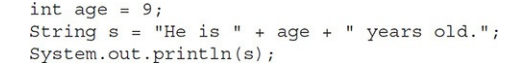 int age = 9;
String s = "He is " + age + " years old.";
System.out.println(s);